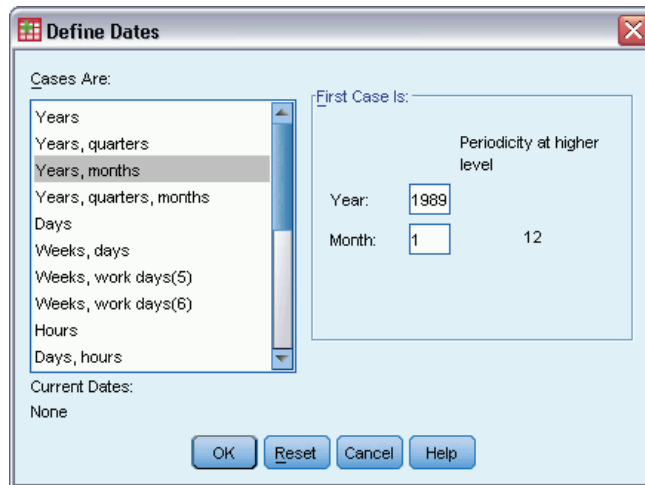 Define Dates
Cases Are:
Years
Years, quarters
Years, months
Years, quarters, months
Days
Weeks, days
Weeks, work days(5)
Weeks, work days(6)
Hours
Days, hours
Current Dates:
None
First Case Is:
Periodicity at higher
level
Year: 1989
Month: 1 12
OK Reset Cancel Help